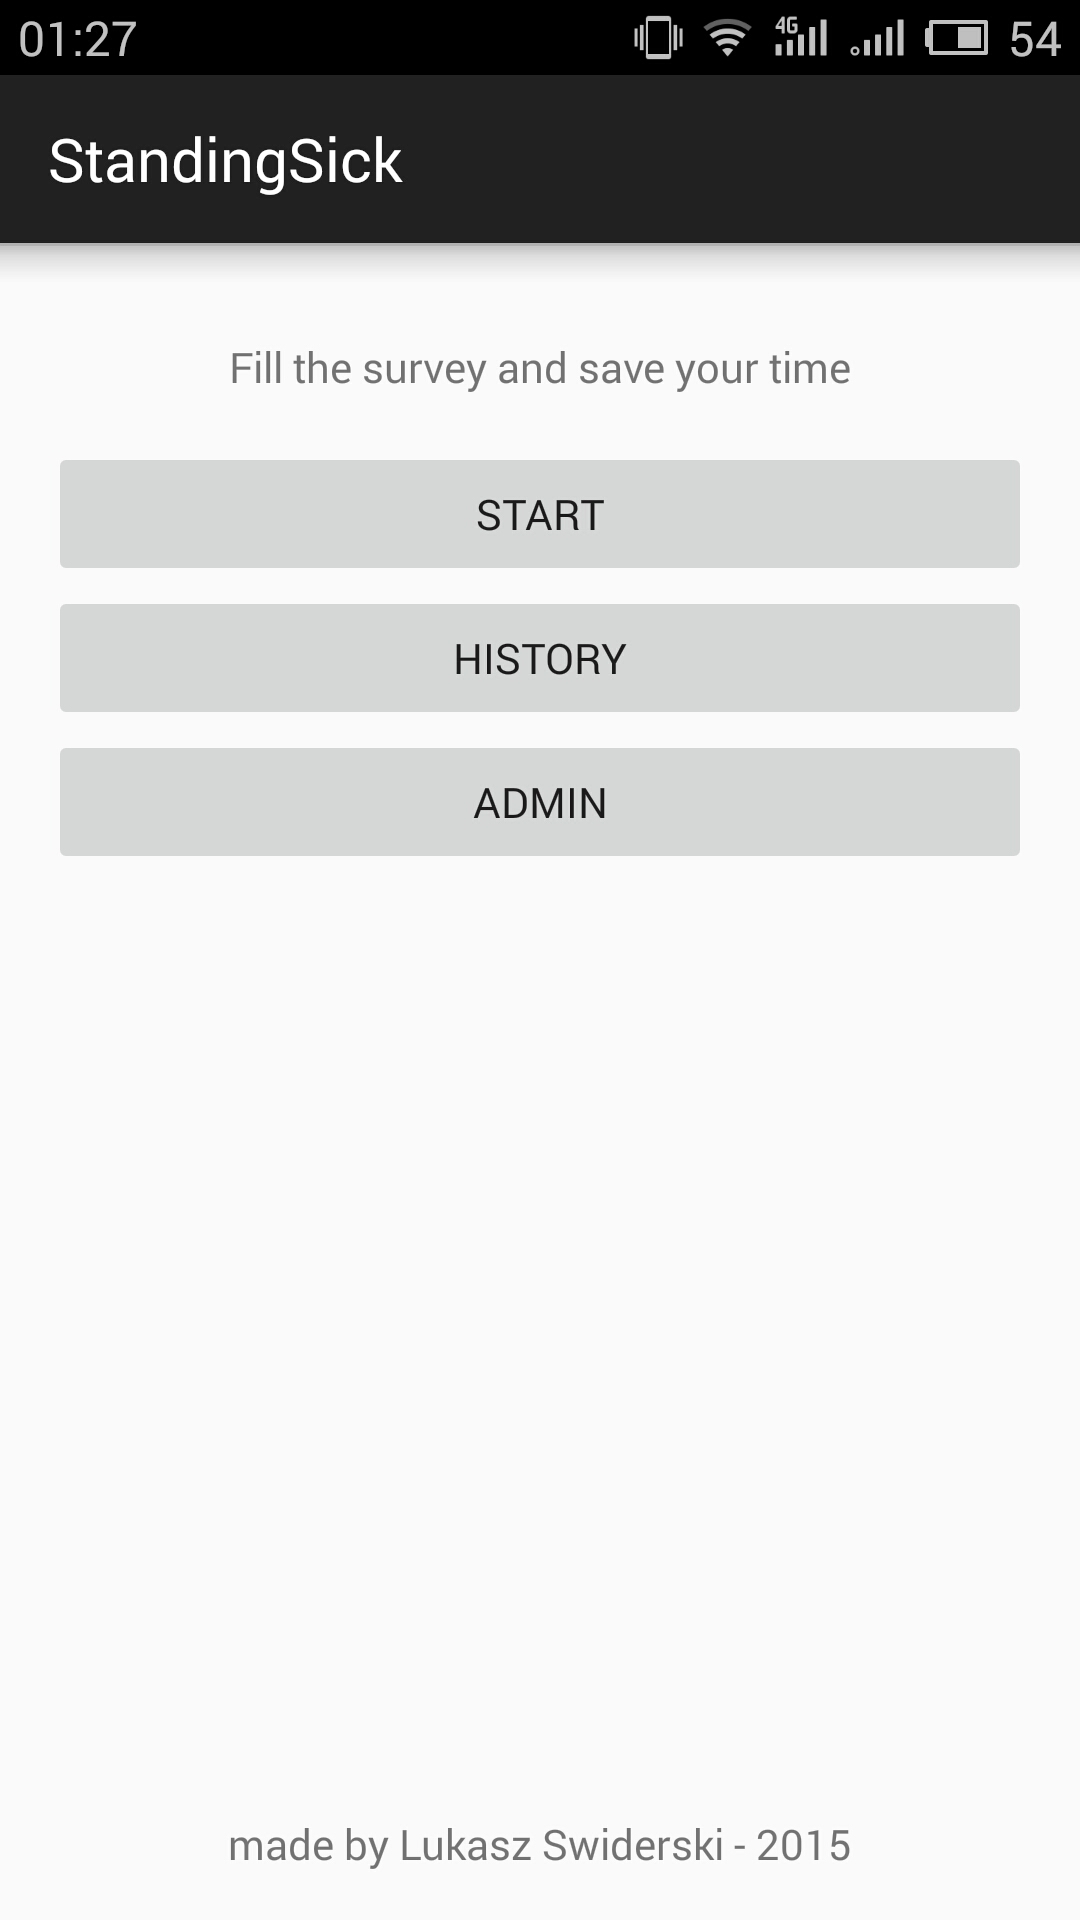 01:27 4G 54
StandingSick
Fill the survey and save your time
START
HISTORY
ADMIN
made by Lukasz Swiderski - 2015